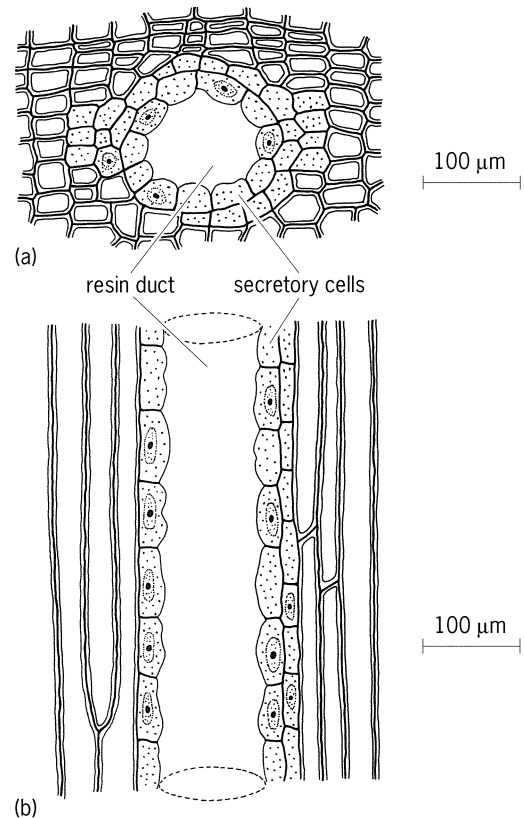 100 µm
(a)
resin duct secretory cells
100 µm
(b)